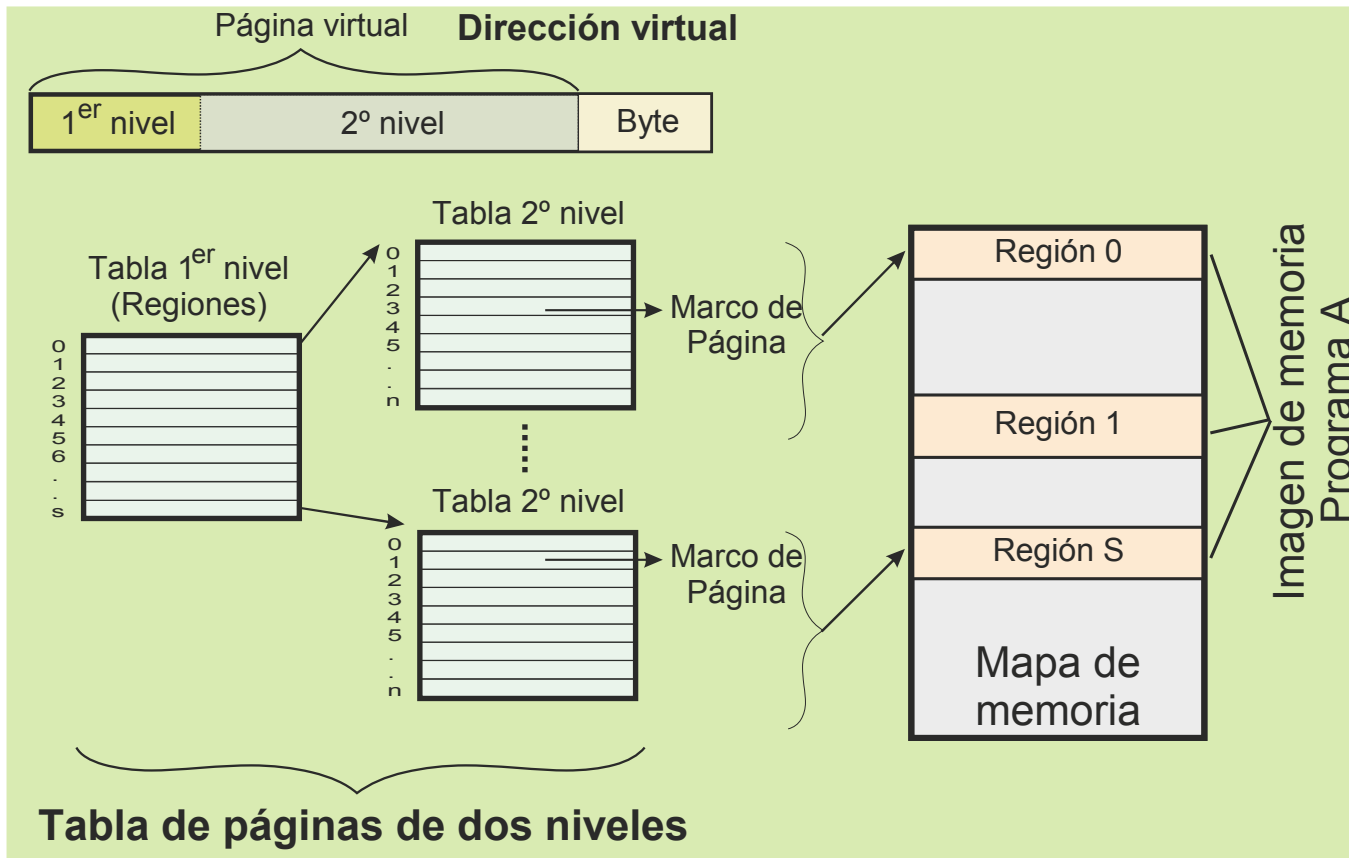 Página virtual
Dirección virtual
1er nivel
2º nivel
Byte
Tabla 1er nivel
(Regiones)
0
1
2
3
4
5
6
.
.
s
Tabla 2º nivel
0
1
2
3
4
5
.
.
n
Marco de
Página
Tabla 2º nivel
0
1
2
3
4
5
.
.
n
Marco de
Página
Región 0
Región 1
Región S
Mapa de
memoria
Imagen de memoria
Programa A
Tabla de páginas de dos niveles